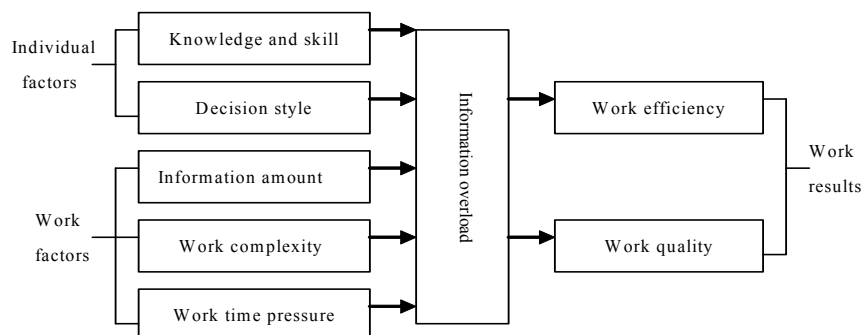 Individual
factors
Knowledge and skill
Decision style
Work
factors
Information amount
Work complexity
Work time pressure
Information overload
Work efficiency
Work quality
Work
results